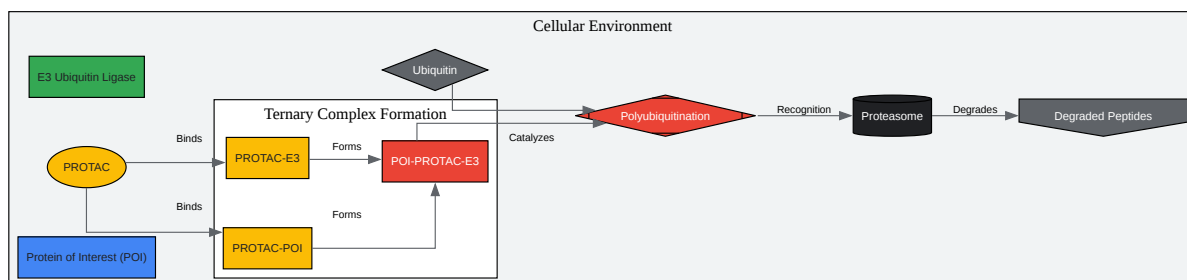 Cellular Environment
E3 Ubiquitin Ligase
Ubiquitin
Ternary Complex Formation
Polyubiquitination
Recognition
Proteasome
Degrades
Degraded Peptides
Binds
Forms
Catalyzes
PROTAC
PROTAC-E3
POI-PROTAC-E3
Binds
Forms
Protein of Interest (POI)
PROTAC-POI